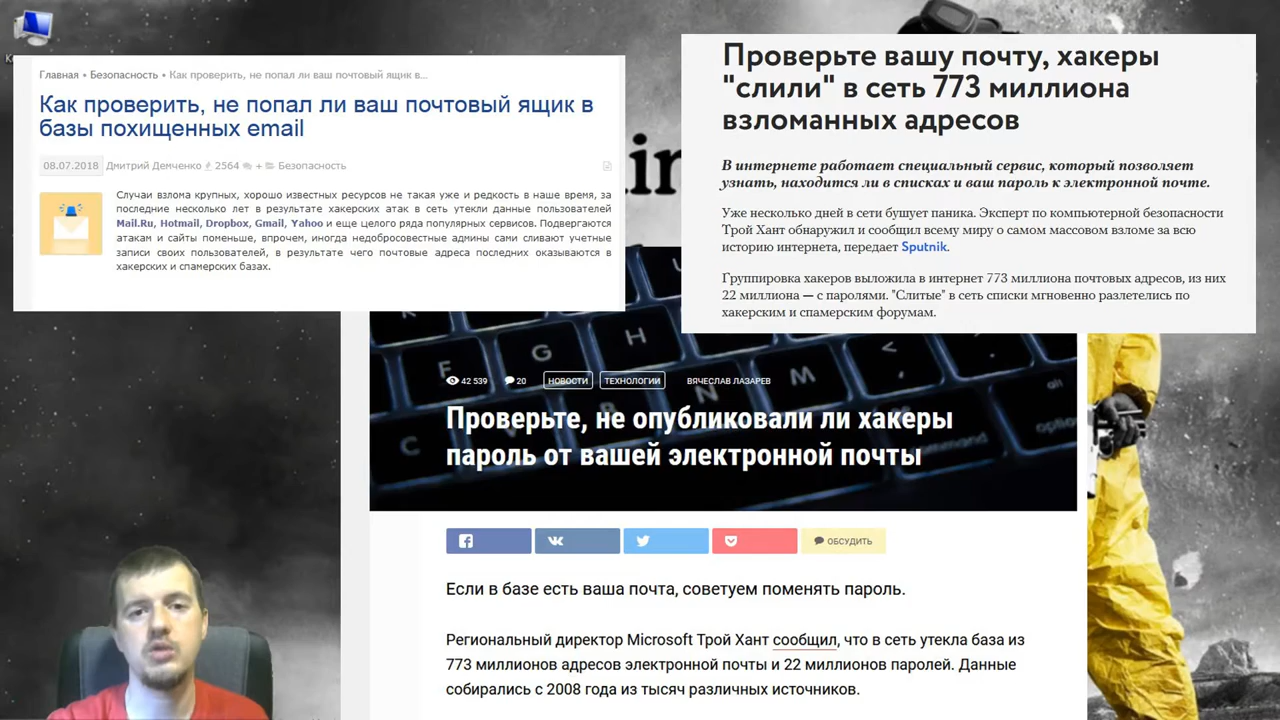 Главная • Безопасность • Как проверить, не попал ли ваш почтовый ящик в...
Как проверить, не попал ли ваш почтовый ящик в
базы похищенных email
08.07.2018 Дмитрий Демченко 2564 + Безопасность
Случаи взлома крупных, хорошо известных ресурсов не такая уже и редкость в наше время, за
последние несколько лет в результате хакерских атак в сеть утекли данные пользователей
Mail.Ru, Hotmail, Dropbox, Gmail, Yahoo и еще целого ряда популярных сервисов. Подвергаются
атакам и сайты поменьше, впрочем, иногда недобросовестные админы сами сливают учетные
записи своих пользователей, в результате чего почтовые адреса последних оказываются в
хакерских и спамерских базах.
Проверьте вашу почту, хакеры
"слили" в сеть 773 миллиона
взломанных адресов
В интернете работает специальный сервис, который позволяет
узнать, находится ли в списках и ваш пароль к электронной почте.
Уже несколько дней в сети бушует паника. Эксперт по компьютерной безопасности
Трой Хант обнаружил и сообщил всему миру о самом массовом взломе за всю
историю интернета, передает Sputnik.
Группировка хакеров выложила в интернет 773 миллиона почтовых адресов, из них
22 миллиона — с паролями. "Слитые" в сеть списки мгновенно разлетелись по
хакерским и спамерским форумам.
G
H
F
M
N
C
<
alt
command
option
42 539 20 НОВОСТИ ТЕХНОЛОГИИ ВЯЧЕСЛАВ ЛАЗАРЕВ
Проверьте, не опубликовали ли хакеры
пароль от вашей электронной почты
ОБСУДИТЬ
Если в базе есть ваша почта, советуем поменять пароль.
Региональный директор Microsoft Трой Хант сообщил, что в сеть утекла база из
773 миллионов адресов электронной почты и 22 миллионов паролей. Данные
собирались с 2008 года из тысяч различных источников.